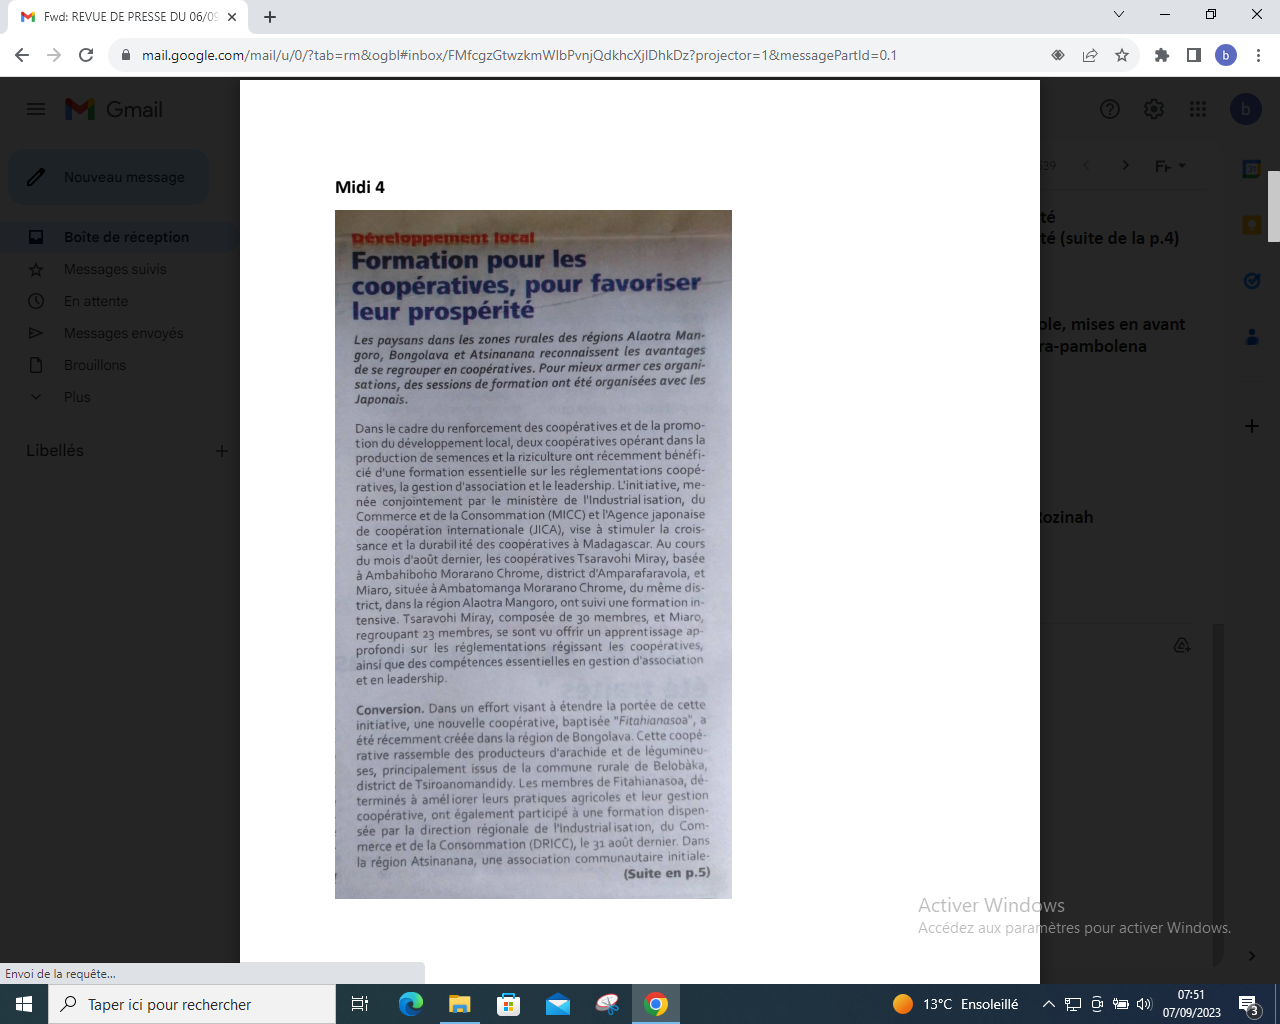 Fwd: REVUE DE PRESSE DU 06/09
mail.google.com/mail/u/0/?tab=rm&ogbl#inbox/FMfcgzGtwzkmWlbPvnjQdkhcXjlDhkDz?projector=1&messagePartId=0.1
b
Gmail
b
Nouveau message
Boîte de réception
Messages suivis
En attente
Messages envoyés
Brouillons
Plus
Libellés
539
Fr
té
té (suite de la p.4)
ole, mises en avant
ra-pambolena
Rozinah
Midi 4
Développement local
Formation pour les
coopératives, pour favoriser
leur prospérité
Les paysans dans les zones rurales des régions Alaotra Man-
goro, Bongolava et Atsinanana reconnaissent les avantages
de se regrouper en coopératives. Pour mieux armer ces organi-
sations, des sessions de formation ont été organisées avec les
Japonais.
Dans le cadre du renforcement des coopératives et de la promo-
tion du développement local, deux coopératives opérant dans la
production de semences et la riziculture ont récemment bénéfi-
cié d'une formation essentielle sur les réglementations coopé-
ratives, la gestion d'association et le leadership. L'initiative, me-
née conjointement par le ministère de l'Industrialisation, du
Commerce et de la Consommation (MICC) et l'Agence japonaise
de coopération internationale (JICA), vise à stimuler la crois-
sance et la durabilité des coopératives à Madagascar. Au cours
du mois d'août dernier, les coopératives Tsaravohi Miray, basée
à Ambahiboho Morarano Chrome, district d'Amparafaravola, et
Miaro, située à Ambatomanga Morarano Chrome, du même dis-
trict, dans la région Alaotra Mangoro, ont suivi une formation in-
tensive. Tsaravohi Miray, composée de 30 membres, et Miaro,
regroupant 23 membres, se sont vu offrir un apprentissage ap-
profondi sur les réglementations régissant les coopératives,
ainsi que des compétences essentielles en gestion d'association
et en leadership.
Conversion. Dans un effort visant à étendre la portée de cette
initiative, une nouvelle coopérative, baptisée "Fitahianasoa", a
été récemment créée dans la région de Bongolava. Cette coopé-
rative rassemble des producteurs d'arachide et de légumineu-
ses, principalement issus de la commune rurale de Belobàka,
district de Tsiroanomandidy. Les membres de Fitahianasoa, dé-
terminés à améliorer leurs pratiques agricoles et leur gestion
coopérative, ont également participé à une formation dispen-
sée par la direction régionale de l'Industrialisation, du Com-
merce et de la Consommation (DRICC), le 31 août dernier. Dans
la région Atsinanana, une association communautaire initiale-
(Suite en p.5)
Activer Windows
Accédez aux paramètres pour activer Windows.
Envoi de la requête...
Taper ici pour rechercher
13°C Ensoleillé
07:51
07/09/2023
3